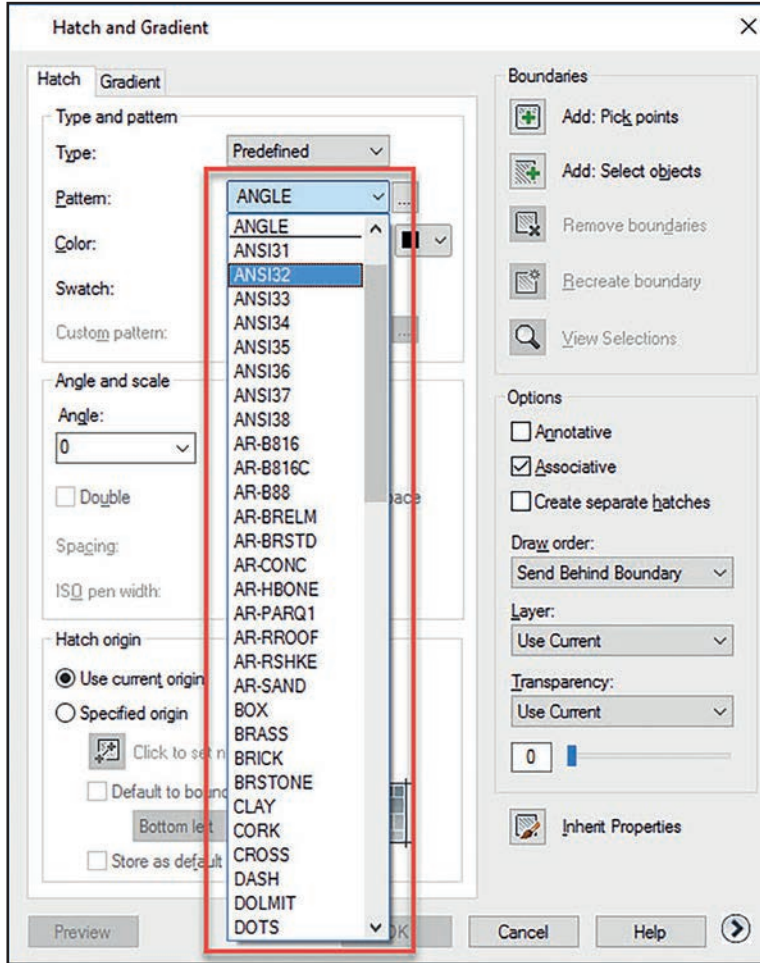 Hatch and Gradient
Hatch
Gradient
Type and pattern
Type:
Predefined
Pattern:
ANGLE
...
Color:
Swatch:
Custom pattern:
...
ANGLE
ANSI31
ANSI32
ANSI33
ANSI34
ANSI35
ANSI36
ANSI37
ANSI38
AR-B816
AR-B816C
AR-B88
AR-BRELM
AR-BRSTD
AR-CONC
AR-HBONE
AR-PARQ1
AR-RROOF
AR-RSHKE
AR-SAND
BOX
BRASS
BRICK
BRSTONE
CLAY
CORK
CROSS
DASH
DOLMIT
DOTS
Angle and scale
Angle:
0
Double
Spacing:
ISO pen width:
Hatch origin
Use current origin
Specified origin
Click to set n
Default to boun
Bottom left
Store as default
Preview
Boundaries
Add: Pick points
Add: Select objects
Remove boundaries
Recreate boundary
View Selections
Options
Annotative
Associative
Create separate hatches
Draw order:
Send Behind Boundary
Layer:
Use Current
Transparency:
Use Current
0
Inherit Properties
Cancel
Help